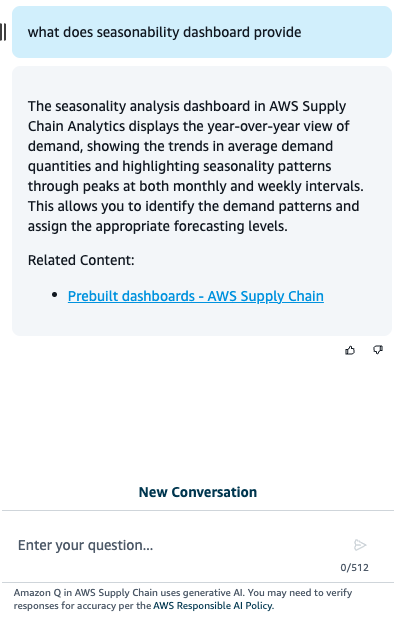 what does seasonability dashboard provide
The seasonality analysis dashboard in AWS Supply
Chain Analytics displays the year-over-year view of
demand, showing the trends in average demand
quantities and highlighting seasonality patterns
through peaks at both monthly and weekly intervals.
This allows you to identify the demand patterns and
assign the appropriate forecasting levels.
Related Content:
• Prebuilt dashboards - AWS Supply Chain
New Conversation
Enter your question...
0/512
Amazon Q in AWS Supply Chain uses generative AI. You may need to verify
responses for accuracy per the AWS Responsible AI Policy.